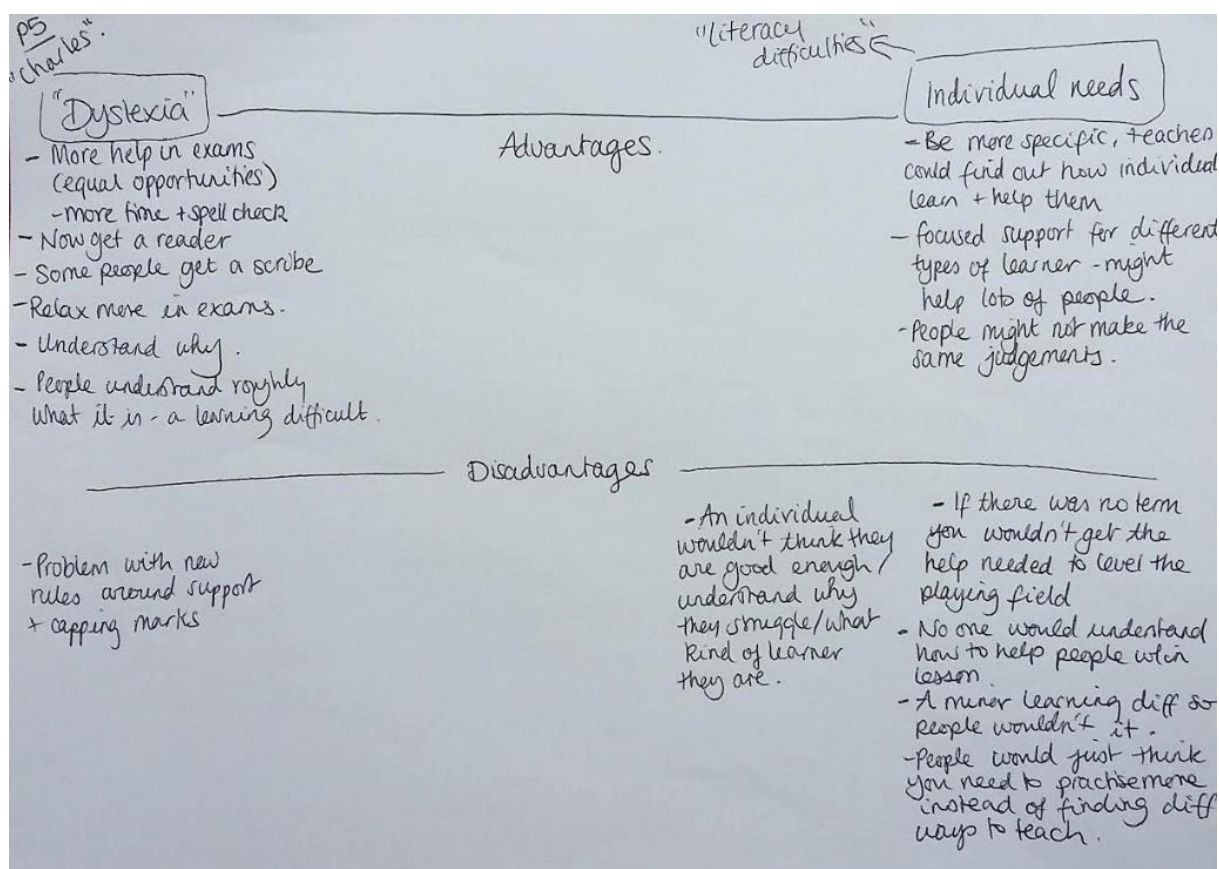 P5
"Charles".
"literacy
difficulties"
"Dyslexia"
Individual needs
Advantages.
- More help in exams
(equal opportunities)
- more time + spell check
- Now get a reader
- Some people get a scribe
- Relax more in exams.
- Understand why.
- People understand roughly
what it is - a learning difficult.
- Be more specific, teachers
could find out how individual
learn + help them
- focused support for different
types of learner - might
help lots of people.
- People might not make the
same judgements.
Disadvantages
- Problem with new
rules around support
+ capping marks
- An individual
wouldn't think they
are good enough/
understand why
they struggle/what
kind of learner
they are.
- If there was no term
you wouldn't get the
help needed to level the
playing field
- No one would understand
how to help people w/in
lesson.
- A minor learning diff so
people wouldn't it.
- People would just think
you need to practise more
instead of finding diff
ways to teach.